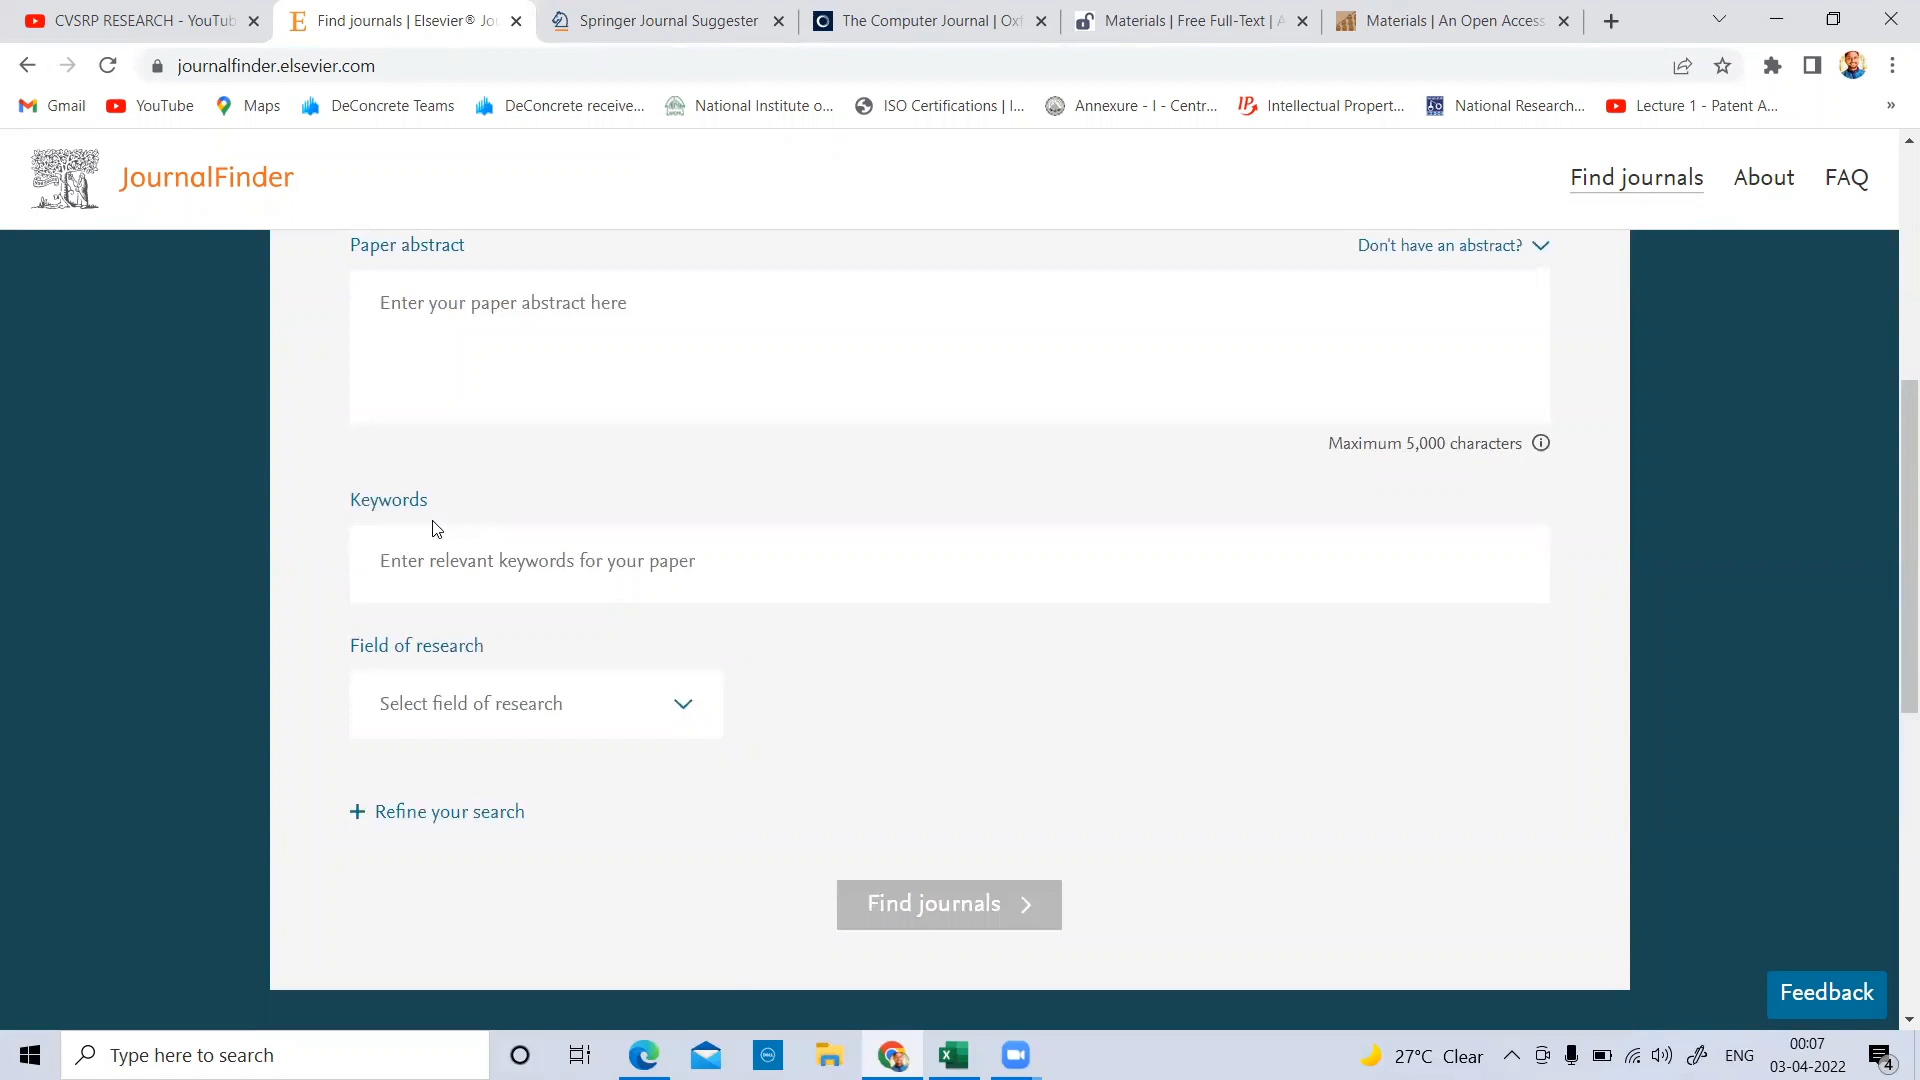 CVSRP RESEARCH - YouTub
Find journals | Elsevier® Jo
Springer Journal Suggester
The Computer Journal | Oxf
Materials | Free Full-Text | A
Materials | An Open Access
journalfinder.elsevier.com
Gmail
YouTube
Maps
DeConcrete Teams
DeConcrete receive...
National Institute o...
ISO Certifications | I...
Annexure - I - Centr...
Intellectual Propert...
National Research...
Lecture 1 - Patent A...
»
JournalFinder
Find journals
About
FAQ
Paper abstract
Don't have an abstract?
Enter your paper abstract here
Maximum 5,000 characters
Keywords
Enter relevant keywords for your paper
Field of research
Select field of research
+ Refine your search
Find journals
Feedback
Type here to search
27°C Clear
ENG
00:07
03-04-2022
4